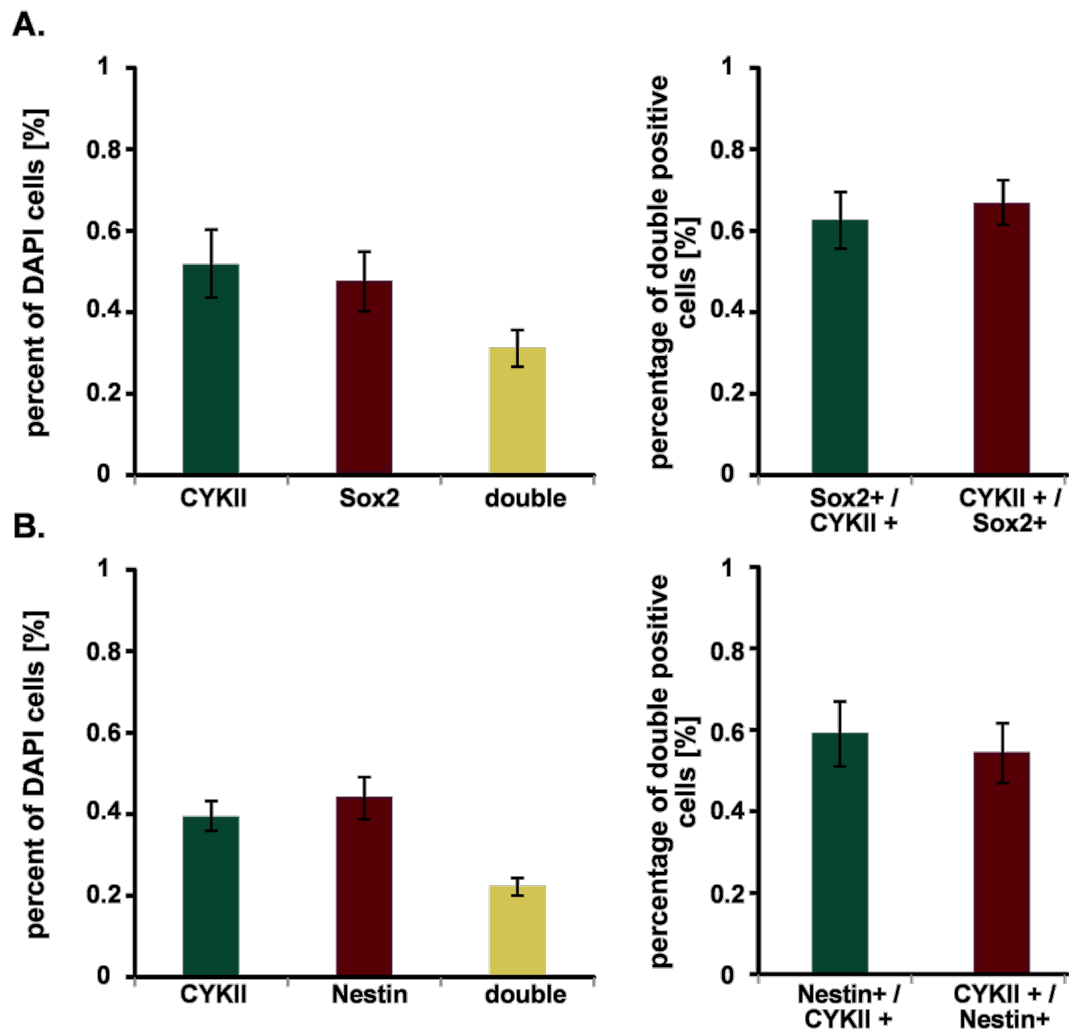 A.
percent of DAPI cells [%]
1
0.8
0.6
0.4
0.2
0
CYKII
Sox2
double
percentage of double positive
cells [%]
1
0.8
0.6
0.4
0.2
0
Sox2+ /
CYKII +
CYKII + /
Sox2+
B.
percent of DAPI cells [%]
1
0.8
0.6
0.4
0.2
0
CYKII
Nestin
double
percentage of double positive
cells [%]
1
0.8
0.6
0.4
0.2
0
Nestin+ /
CYKII +
CYKII + /
Nestin+